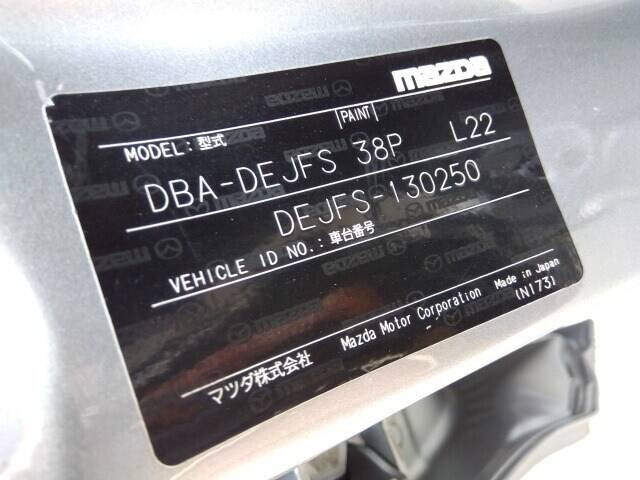 mazda
MODEL:型式 PAINT
DBA-DEJFS 38P L22
DEJFS-130250
VEHICLE ID NO.:車台番号
マツダ株式会社 Mazda Motor Corporation Made in Japan
(N173)